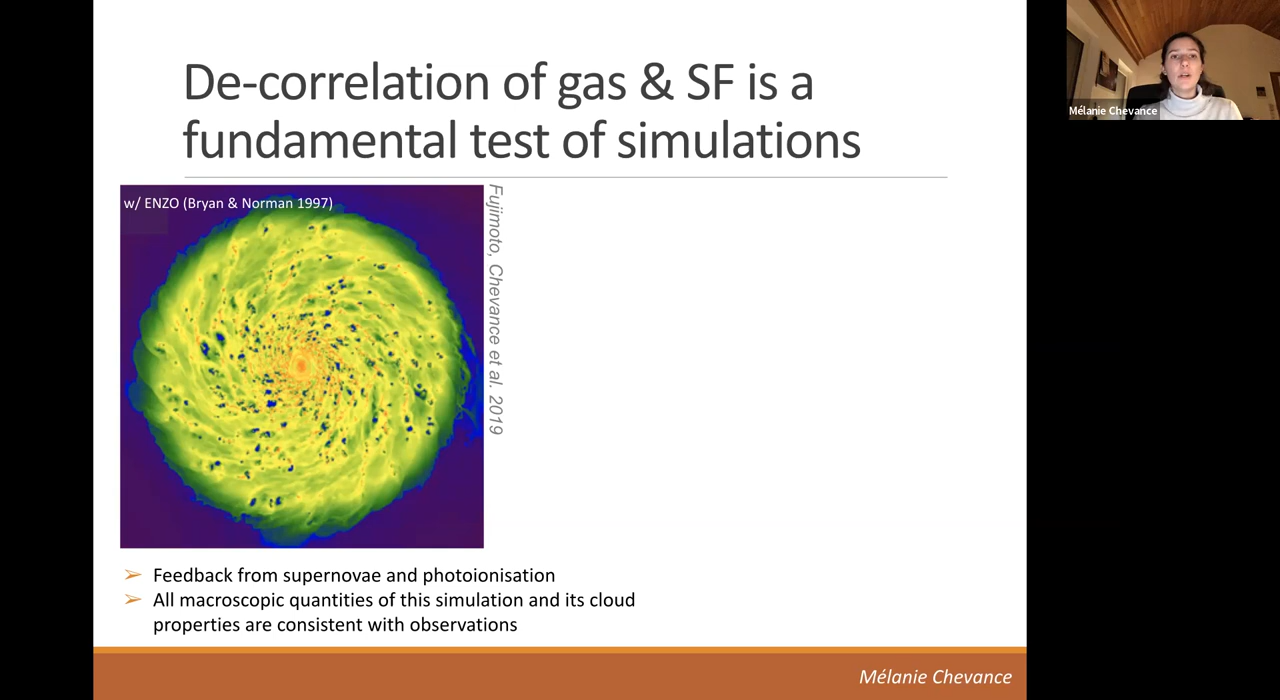 De-correlation of gas & SF is a
fundamental test of simulations
w/ ENZO (Bryan & Norman 1997)
Fujimoto, Chevance et al. 2019
➢ Feedback from supernovae and photoionisation
➢ All macroscopic quantities of this simulation and its cloud
properties are consistent with observations
Mélanie Chevance
Mélanie Chevance